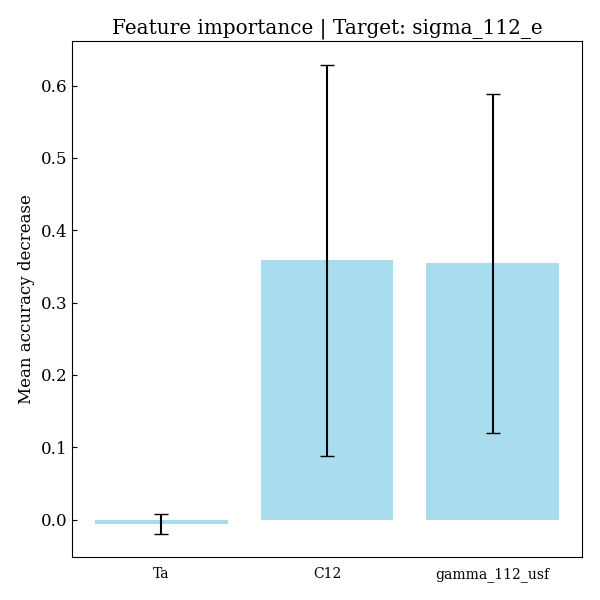 Feature importance | Target: sigma_112_e
Mean accuracy decrease
0.6
0.5
0.4
0.3
0.2
0.1
0.0
Ta
C12
gamma_112_usf